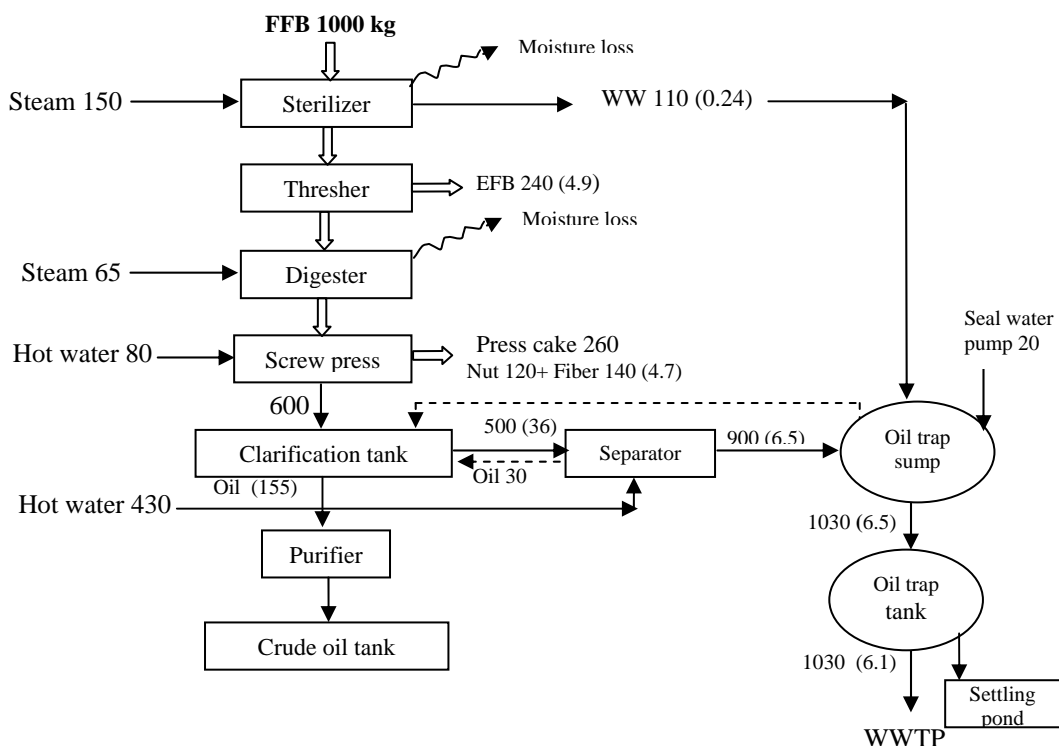 FFB 1000 kg
Moisture loss
Steam 150
Sterilizer
WW 110 (0.24)
Thresher
EFB 240 (4.9)
Moisture loss
Steam 65
Digester
Seal water
pump 20
Hot water 80
Screw press
Press cake 260
Nut 120+ Fiber 140 (4.7)
600
Clarification tank
500 (36)
Separator
900 (6.5)
Oil trap
sump
Oil 30
Oil (155)
Hot water 430
1030 (6.5)
Purifier
Oil trap
tank
Crude oil tank
1030 (6.1)
Settling
pond
WWTP